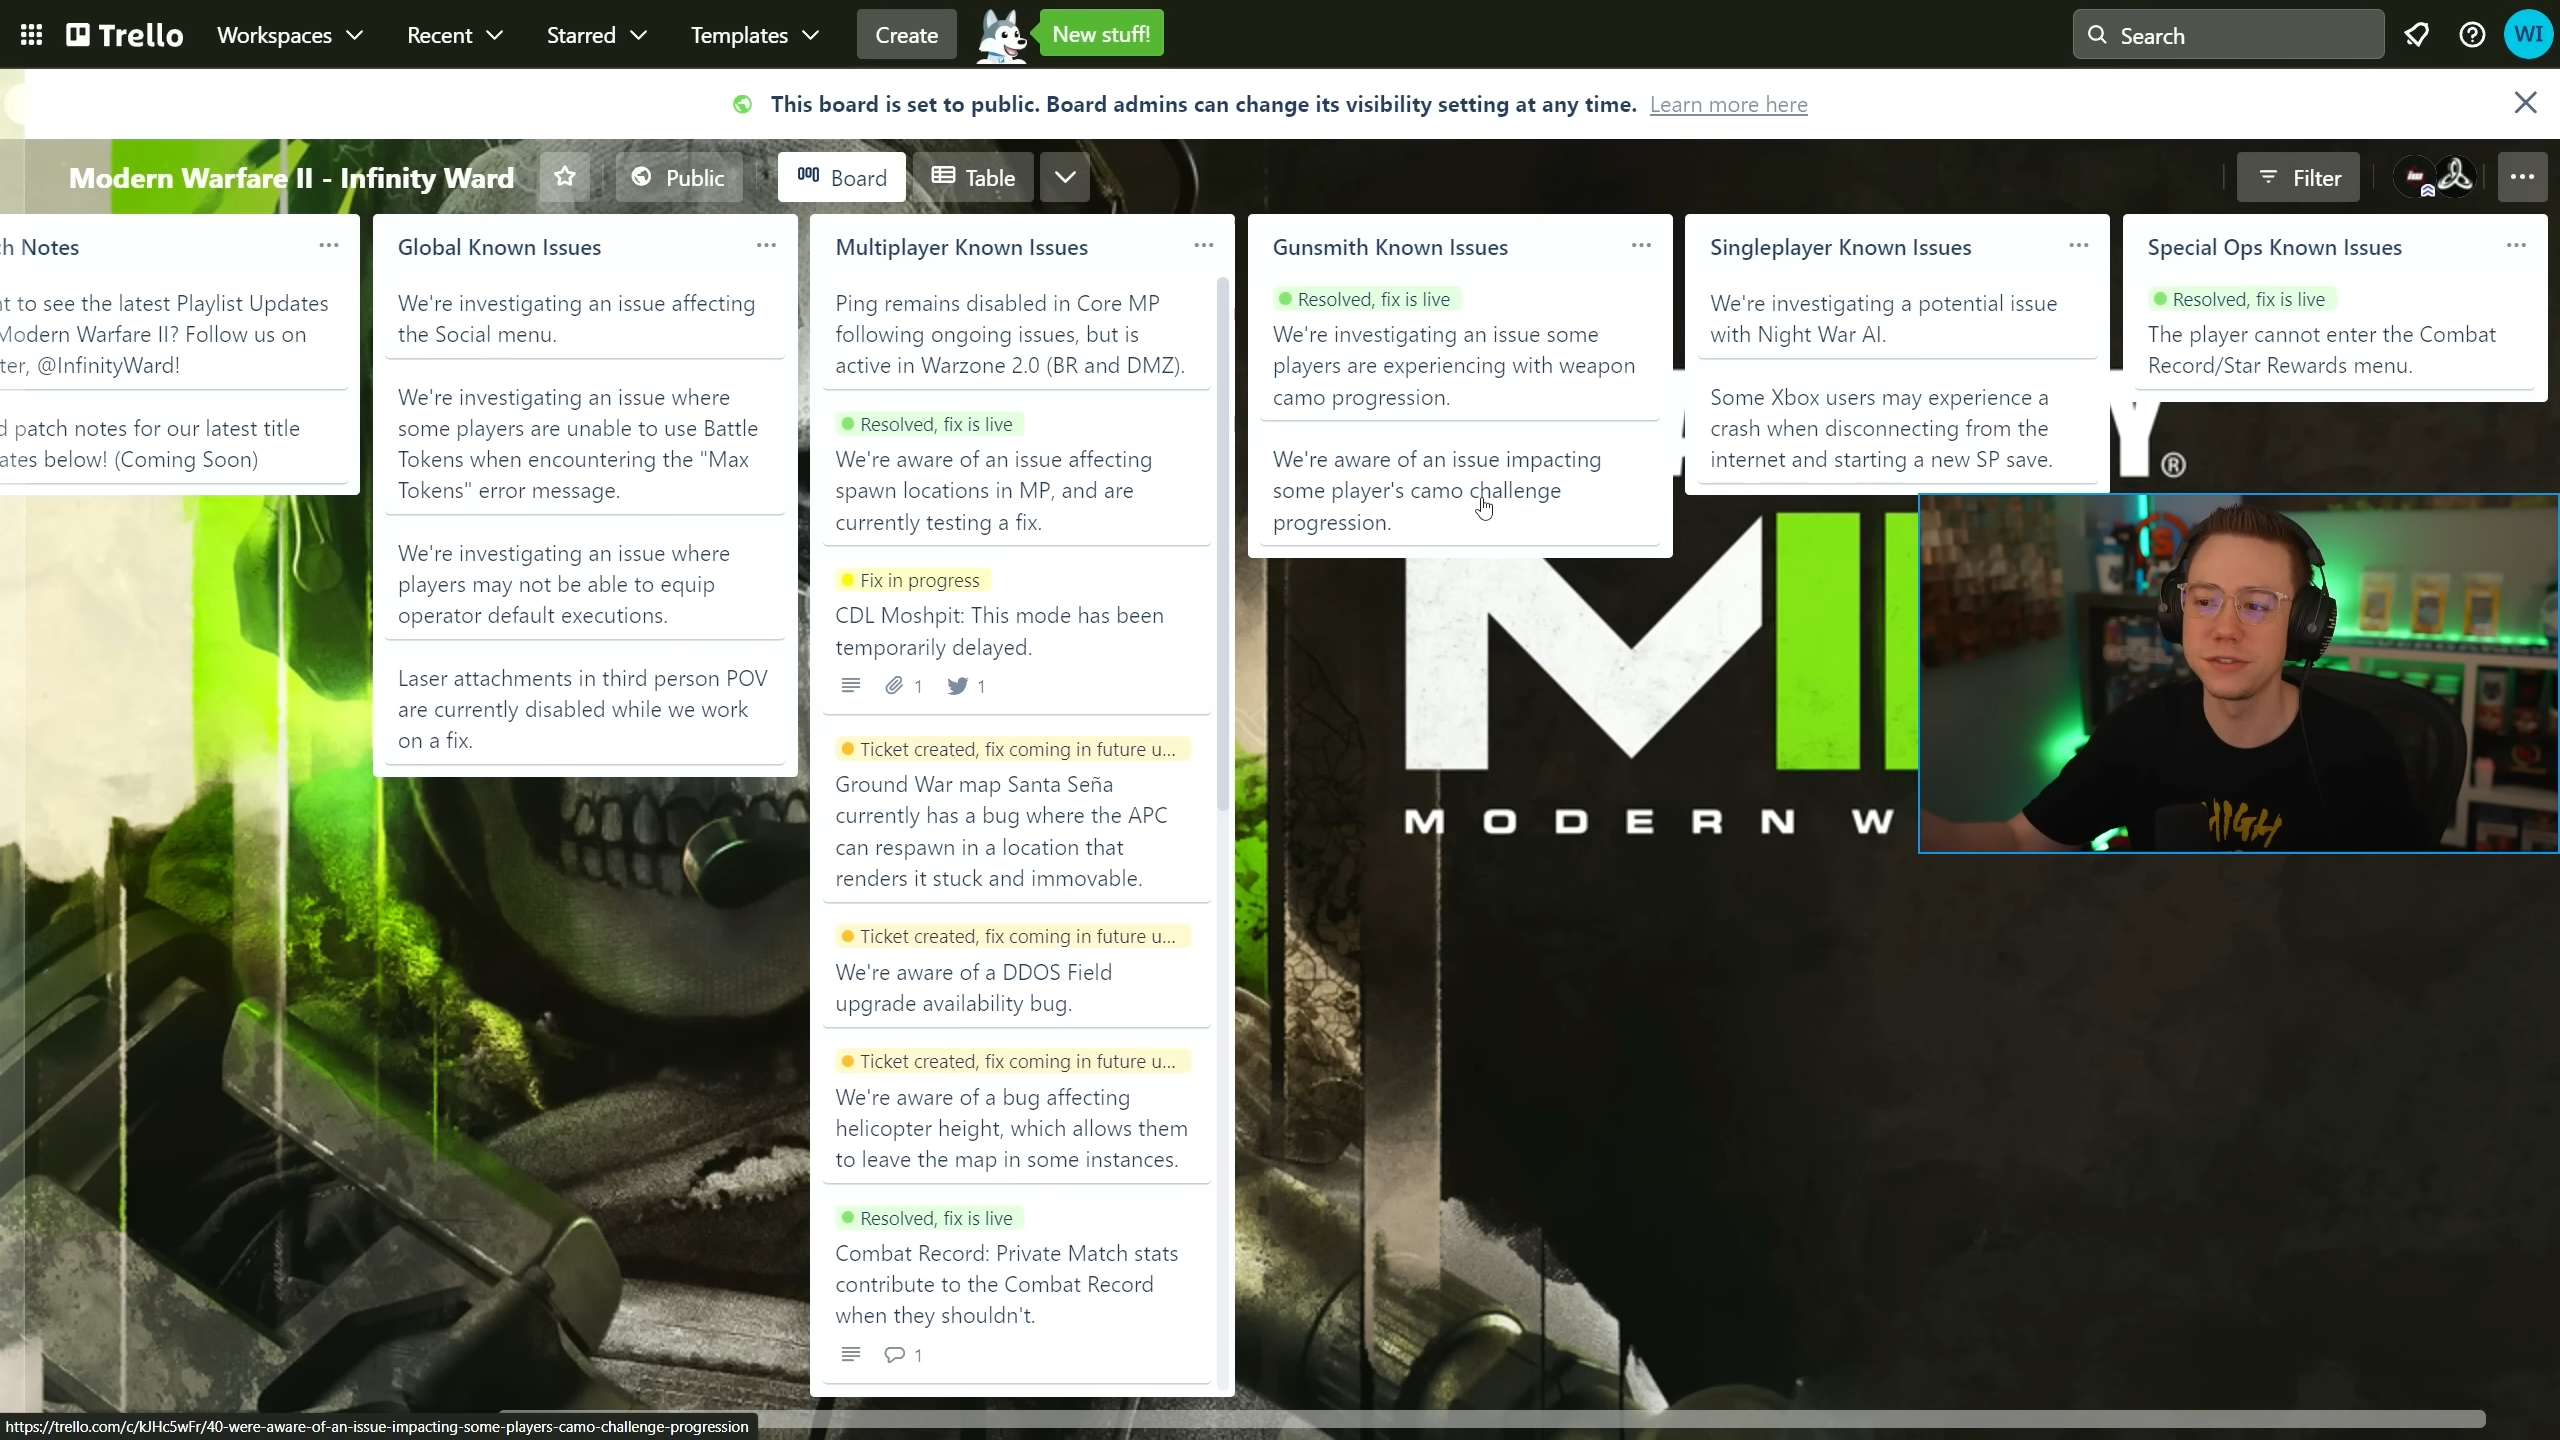 Trello
Workspaces
Recent
Starred
Templates
Create
New stuff!
Search
WI
This board is set to public. Board admins can change its visibility setting at any time. Learn more here
Modern Warfare II - Infinity Ward
Public
Board
Table
Filter
h Notes
nt to see the latest Playlist Updates
Modern Warfare II? Follow us on
ter, @InfinityWard!
d patch notes for our latest title
ates below! (Coming Soon)
Global Known Issues
We're investigating an issue affecting
the Social menu.
We're investigating an issue where
some players are unable to use Battle
Tokens when encountering the "Max
Tokens" error message.
We're investigating an issue where
players may not be able to equip
operator default executions.
Laser attachments in third person POV
are currently disabled while we work
on a fix.
Multiplayer Known Issues
Ping remains disabled in Core MP
following ongoing issues, but is
active in Warzone 2.0 (BR and DMZ).
Resolved, fix is live
We're aware of an issue affecting
spawn locations in MP, and are
currently testing a fix.
Fix in progress
CDL Moshpit: This mode has been
temporarily delayed.
1
1
Ticket created, fix coming in future u...
Ground War map Santa Seña
currently has a bug where the APC
can respawn in a location that
renders it stuck and immovable.
Ticket created, fix coming in future u...
We're aware of a DDOS Field
upgrade availability bug.
Ticket created, fix coming in future u...
We're aware of a bug affecting
helicopter height, which allows them
to leave the map in some instances.
Resolved, fix is live
Combat Record: Private Match stats
contribute to the Combat Record
when they shouldn't.
1
Gunsmith Known Issues
Resolved, fix is live
We're investigating an issue some
players are experiencing with weapon
camo progression.
We're aware of an issue impacting
some player's camo challenge
progression.
Singleplayer Known Issues
We're investigating a potential issue
with Night War AI.
Some Xbox users may experience a
crash when disconnecting from the
internet and starting a new SP save.
Special Ops Known Issues
Resolved, fix is live
The player cannot enter the Combat
Record/Star Rewards menu.
Y®
MI
MODERN W
HIGH
https://trello.com/c/kJHc5wFr/40-were-aware-of-an-issue-impacting-some-players-camo-challenge-progression